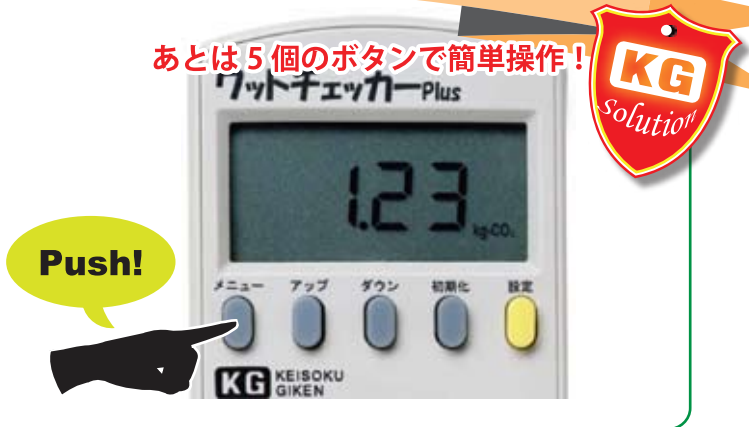 あとは5個のボタンで簡単操作！
KG
Solution
ワットチェッカーPlus
1.23
kg-CO₂
Push!
メニュー アップ ダウン 初期化 設定
KG KEISOKU
GIKEN